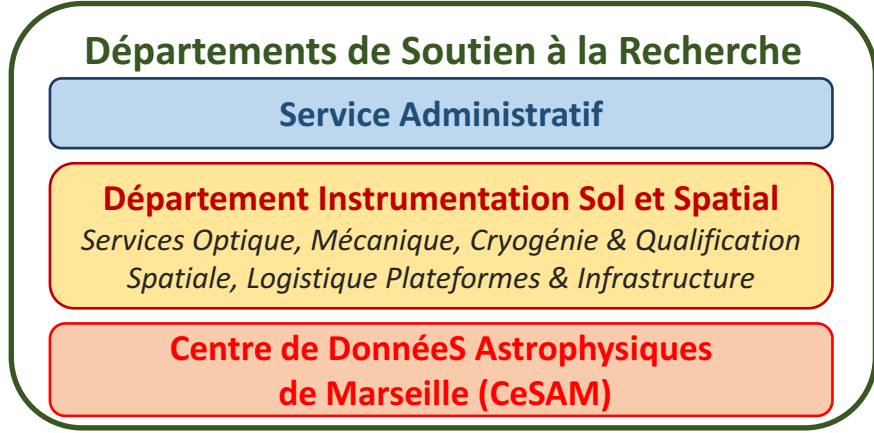 Départements de Soutien à la Recherche
Service Administratif
Département Instrumentation Sol et Spatial
Services Optique, Mécanique, Cryogénie & Qualification
Spatiale, Logistique Plateformes & Infrastructure
Centre de DonnéeS Astrophysiques
de Marseille (CeSAM)